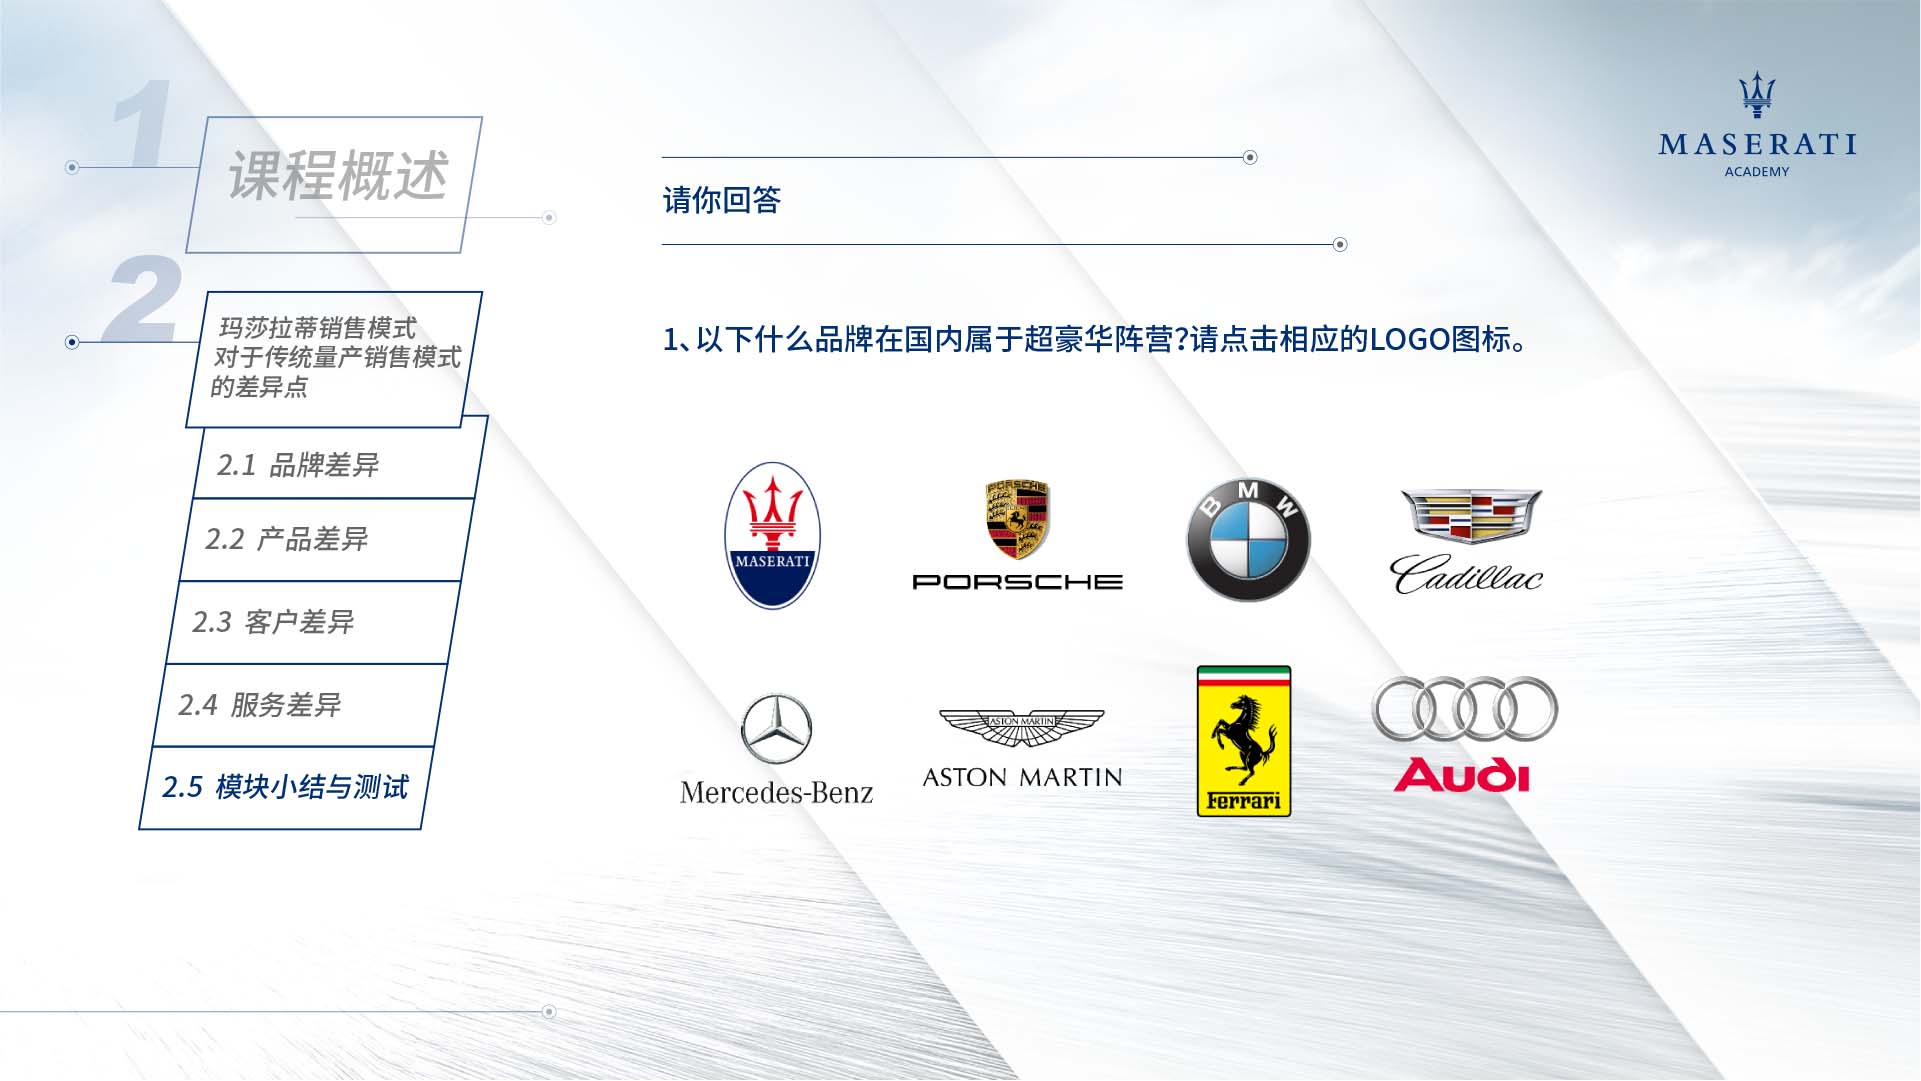 1
课程概述
2
玛莎拉蒂销售模式
对于传统量产销售模式
的差异点
2.1 品牌差异
2.2 产品差异
2.3 客户差异
2.4 服务差异
2.5 模块小结与测试
MASERATI
ACADEMY
请你回答
1、以下什么品牌在国内属于超豪华阵营？请点击相应的LOGO图标。
MASERATI
PORSCHE
PORSCHE
BMW
Cadillac
Mercedes-Benz
ASTON MARTIN
ASTON MARTIN
Ferrari
Audi